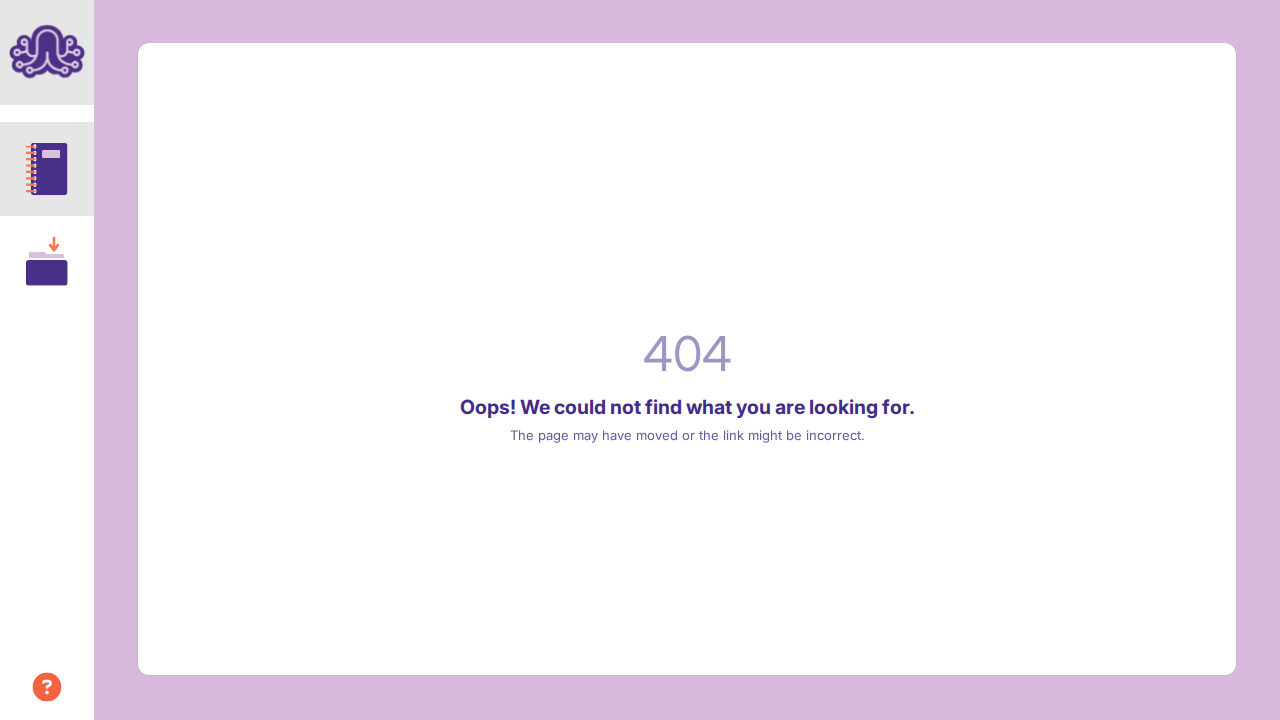 404
Oops! We could not find what you are looking for.
The page may have moved or the link might be incorrect.
?